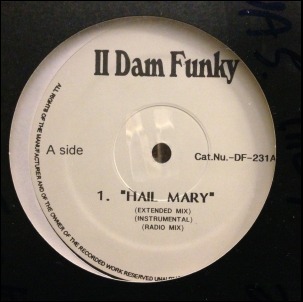 II Dam Funky
A side
Cat.Nu.-DF-231A
1. "HAIL MARY"
(EXTENDED MIX)
(INSTRUMENTAL)
(RADIO MIX)
ALL RIGHTS OF THE MANUFACTURER AND OF THE OWNER OF THE RECORDED WORK RESERVED